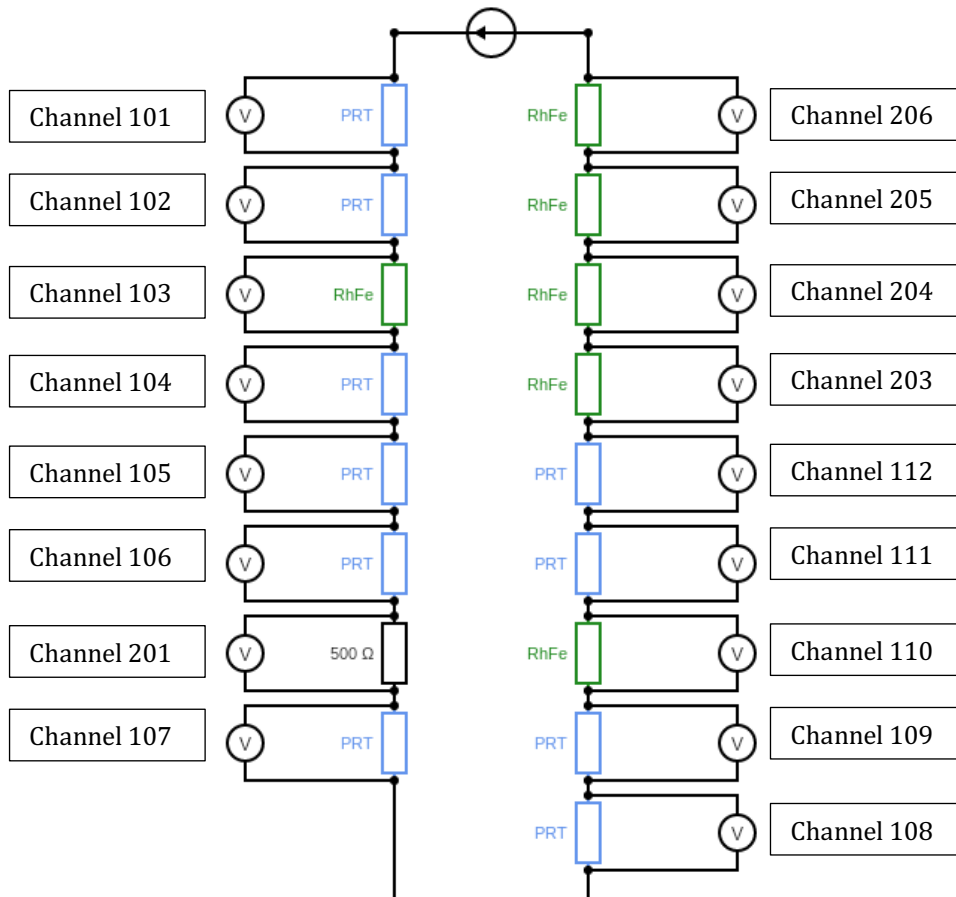 Channel 101
V
PRT
RhFe
V
Channel 206
Channel 102
V
PRT
RhFe
V
Channel 205
Channel 103
V
RhFe
RhFe
V
Channel 204
Channel 104
V
PRT
RhFe
V
Channel 203
Channel 105
V
PRT
PRT
V
Channel 112
Channel 106
V
PRT
PRT
V
Channel 111
Channel 201
V
500 Ω
RhFe
V
Channel 110
Channel 107
V
PRT
PRT
V
Channel 109
PRT
V
Channel 108